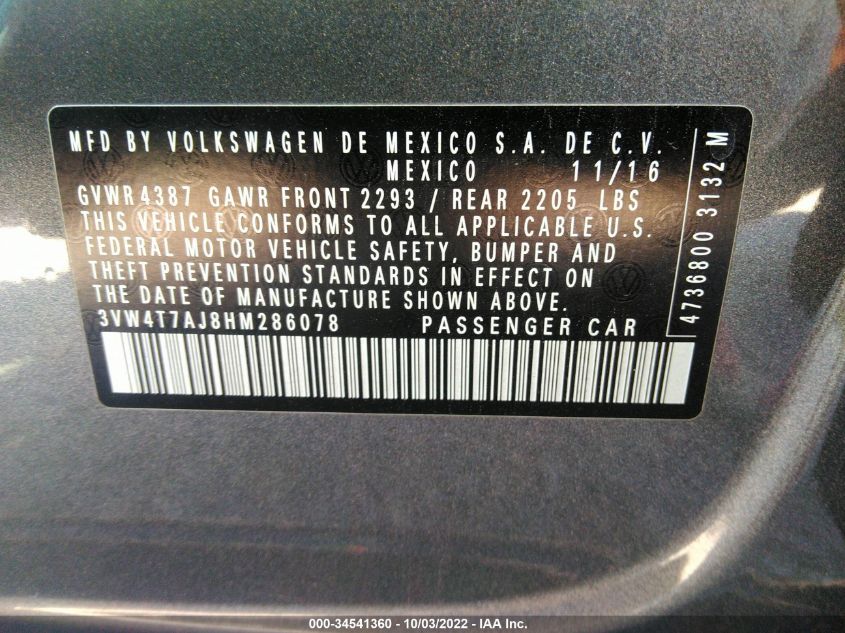 MFD BY VOLKSWAGEN DE MEXICO S.A. DE C.V.
MEXICO 11/16
GVWR 4387 GAWR FRONT 2293 / REAR 2205 LBS
THIS VEHICLE CONFORMS TO ALL APPLICABLE U.S.
FEDERAL MOTOR VEHICLE SAFETY, BUMPER AND
THEFT PREVENTION STANDARDS IN EFFECT ON
THE DATE OF MANUFACTURE SHOWN ABOVE.
3VW4T7AJ8HM286078 PASSENGER CAR
4736800 3132 M
000-34541360 - 10/03/2022 - IAA Inc.